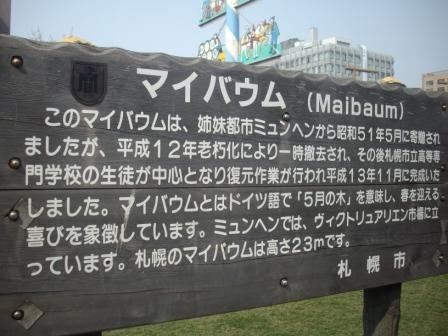 マイバウム (Maibaum)
このマイバウムは、姉妹都市ミュンヘンから昭和51年5月に寄贈され
ましたが、平成12年老朽化により一時撤去され、その後札幌市立高等専
門学校の生徒が中心となり復元作業が行われ平成13年11月に完成いた
しました。マイバウムとはドイツ語で「5月の木」を意味し、春を迎える
喜びを象徴しています。ミュンヘンでは、ヴィクトリュアリエン市場に立
っています。札幌のマイバウムは高さ23mです。
札幌市